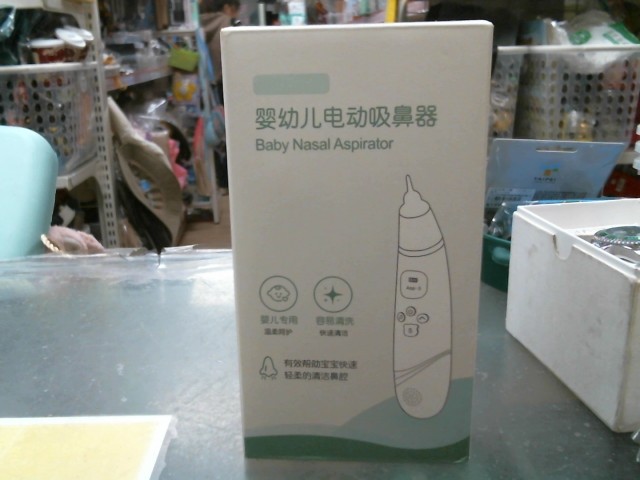 婴幼儿电动吸鼻器
Baby Nasal Aspirator
婴儿专用
温柔呵护
容易清洗
快速清洁
有效帮助宝宝快速
轻柔的清洁鼻腔